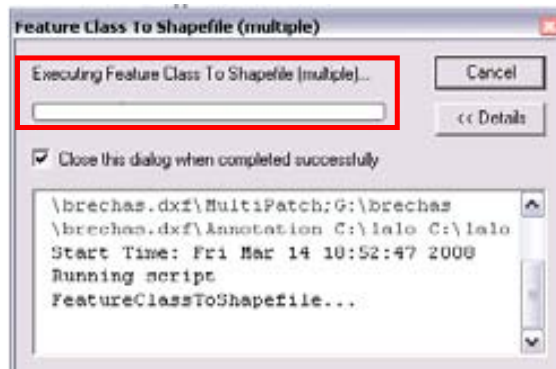 Feature Class To Shapefile (multiple)
Executing Feature Class To Shapefile (multiple)...
Cancel
<< Details
Close this dialog when completed successfully
\brechas.dxf\MultiPatch;G:\brechas
\brechas.dxf\Annotation C:\lalo C:\lalo
Start Time: Fri Mar 14 18:52:47 2008
Running script
FeatureClassToShapefile...